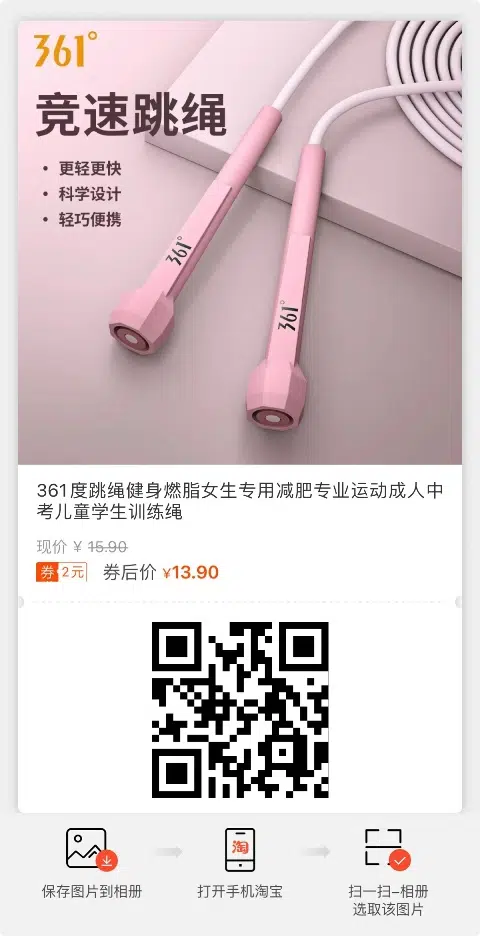 361°
竞速跳绳
• 更轻更快
• 科学设计
• 轻巧便携
361°
361°
361度跳绳健身燃脂女生专用减肥专业运动成人中
考儿童学生训练绳
现价 ¥ 15.90
券 2元 券后价 ¥13.90
淘
保存图片到相册 打开手机淘宝 扫一扫-相册
选取该图片